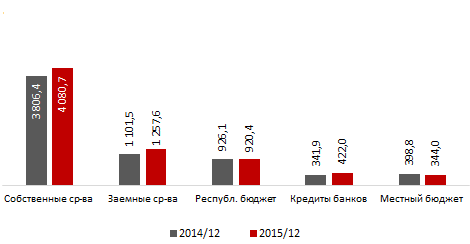 3 806,4
4 080,7
1 101,5
1 257,6
926,1
920,4
341,9
422,0
398,8
344,0
Собственные ср-ва
Заемные ср-ва
Республ. бюджет
Кредиты банков
Местный бюджет
2014/12
2015/12